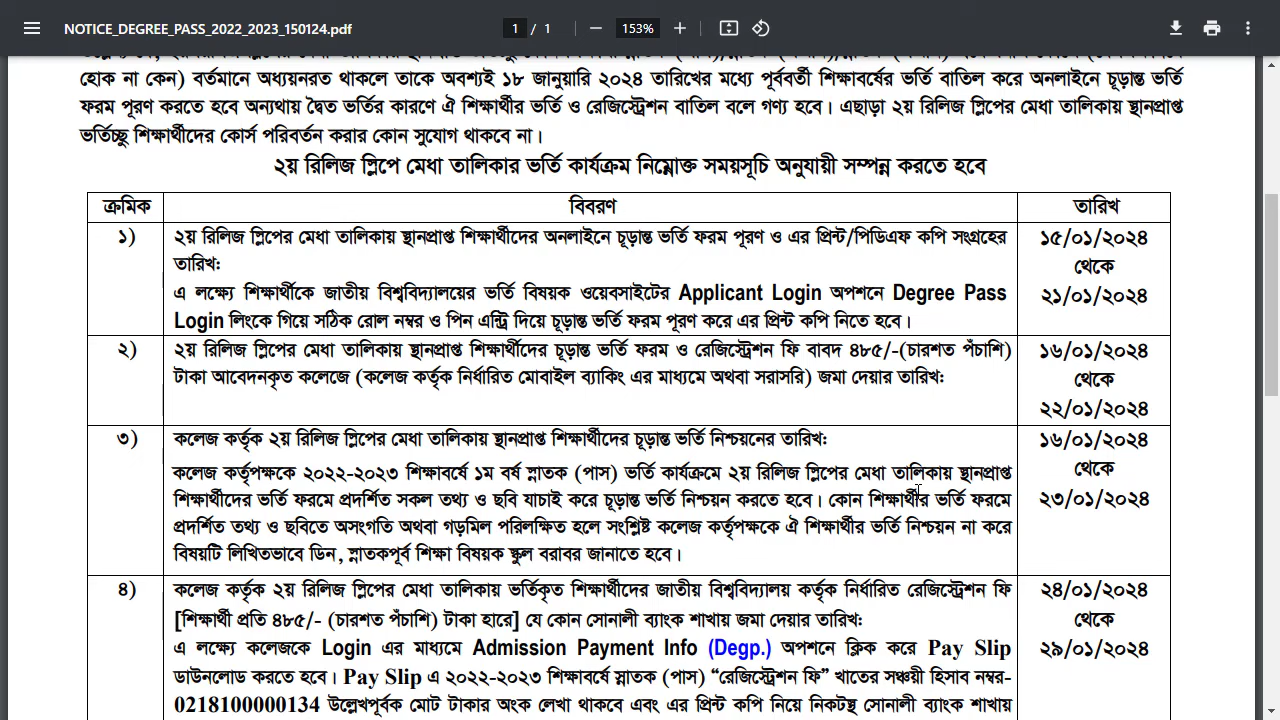 NOTICE_DEGREE_PASS_2022_2023_150124.pdf
1 / 1
153%
হোক না কেন) বর্তমানে অধ্যয়নরত থাকলে তাকে অবশ্যই ১৮ জানুয়ারি ২০২৪ তারিখের মধ্যে পূর্ববর্তী শিক্ষাবর্ষের ভর্তি বাতিল করে অনলাইনে চূড়ান্ত ভর্তি
ফরম পূরণ করতে হবে অন্যথায় দ্বৈত ভর্তির কারণে ঐ শিক্ষার্থীর ভর্তি ও রেজিস্ট্রেশন বাতিল বলে গণ্য হবে। এছাড়া ২য় রিলিজ স্লিপের মেধা তালিকায় স্থানপ্রাপ্ত
ভর্তিচ্ছু শিক্ষার্থীদের কোর্স পরিবর্তন করার কোন সুযোগ থাকবে না।
২য় রিলিজ স্লিপে মেধা তালিকার ভর্তি কার্যক্রম নিম্নোক্ত সময়সূচি অনুযায়ী সম্পন্ন করতে হবে
ক্রমিক বিবরণ তারিখ
১) ২য় রিলিজ স্লিপের মেধা তালিকায় স্থানপ্রাপ্ত শিক্ষার্থীদের অনলাইনে চূড়ান্ত ভর্তি ফরম পূরণ ও এর প্রিন্ট/পিডিএফ কপি সংগ্রহের
তারিখ:
এ লক্ষ্যে শিক্ষার্থীকে জাতীয় বিশ্ববিদ্যালয়ের ভর্তি বিষয়ক ওয়েবসাইটের Applicant Login অপশনে Degree Pass
Login লিংকে গিয়ে সঠিক রোল নম্বর ও পিন এন্ট্রি দিয়ে চূড়ান্ত ভর্তি ফরম পূরণ করে এর প্রিন্ট কপি নিতে হবে।
১৫/০১/২০২৪
থেকে
২১/০১/২০২৪
২) ২য় রিলিজ স্লিপের মেধা তালিকায় স্থানপ্রাপ্ত শিক্ষার্থীদের চূড়ান্ত ভর্তি ফরম ও রেজিস্ট্রেশন ফি বাবদ ৪৮৫/-(চারশত পঁচাশি)
টাকা আবেদনকৃত কলেজে (কলেজ কর্তৃক নির্ধারিত মোবাইল ব্যাকিং এর মাধ্যমে অথবা সরাসরি) জমা দেয়ার তারিখ:
১৬/০১/২০২৪
থেকে
২২/০১/২০২৪
৩) কলেজ কর্তৃক ২য় রিলিজ স্লিপের মেধা তালিকায় স্থানপ্রাপ্ত শিক্ষার্থীদের চূড়ান্ত ভর্তি নিশ্চয়নের তারিখ:
কলেজ কর্তৃপক্ষকে ২০২২-২০২৩ শিক্ষাবর্ষে ১ম বর্ষ স্নাতক (পাস) ভর্তি কার্যক্রমে ২য় রিলিজ স্লিপের মেধা তালিকায় স্থানপ্রাপ্ত
শিক্ষার্থীদের ভর্তি ফরমে প্রদর্শিত সকল তথ্য ও ছবি যাচাই করে চূড়ান্ত ভর্তি নিশ্চয়ন করতে হবে। কোন শিক্ষার্থীর ভর্তি ফরমে
প্রদর্শিত তথ্য ও ছবিতে অসংগতি অথবা গড়মিল পরিলক্ষিত হলে সংশ্লিষ্ট কলেজ কর্তৃপক্ষকে ঐ শিক্ষার্থীর ভর্তি নিশ্চয়ন না করে
বিষয়টি লিখিতভাবে ডিন, স্নাতকপূর্ব শিক্ষা বিষয়ক স্কুল বরাবর জানাতে হবে।
১৬/০১/২০২৪
থেকে
২৩/০১/২০২৪
৪) কলেজ কর্তৃক ২য় রিলিজ স্লিপের মেধা তালিকায় ভর্তিকৃত শিক্ষার্থীদের জাতীয় বিশ্ববিদ্যালয় কর্তৃক নির্ধারিত রেজিস্ট্রেশন ফি
[শিক্ষার্থী প্রতি ৪৮৫/- (চারশত পঁচাশি) টাকা হারে] যে কোন সোনালী ব্যাংক শাখায় জমা দেয়ার তারিখ:
এ লক্ষ্যে কলেজকে Login এর মাধ্যমে Admission Payment Info (Degp.) অপশনে ক্লিক করে Pay Slip
ডাউনলোড করতে হবে। Pay Slip এ ২০২২-২০২৩ শিক্ষাবর্ষে স্নাতক (পাস) “রেজিস্ট্রেশন ফি” খাতের সঞ্চয়ী হিসাব নম্বর-
0218100000134 উল্লেখপূর্বক মোট টাকার অংক লেখা থাকবে এবং এর প্রিন্ট কপি নিয়ে নিকটস্থ সোনালী ব্যাংক শাখায়
২৪/০১/২০২৪
থেকে
২৯/০১/২০২৪